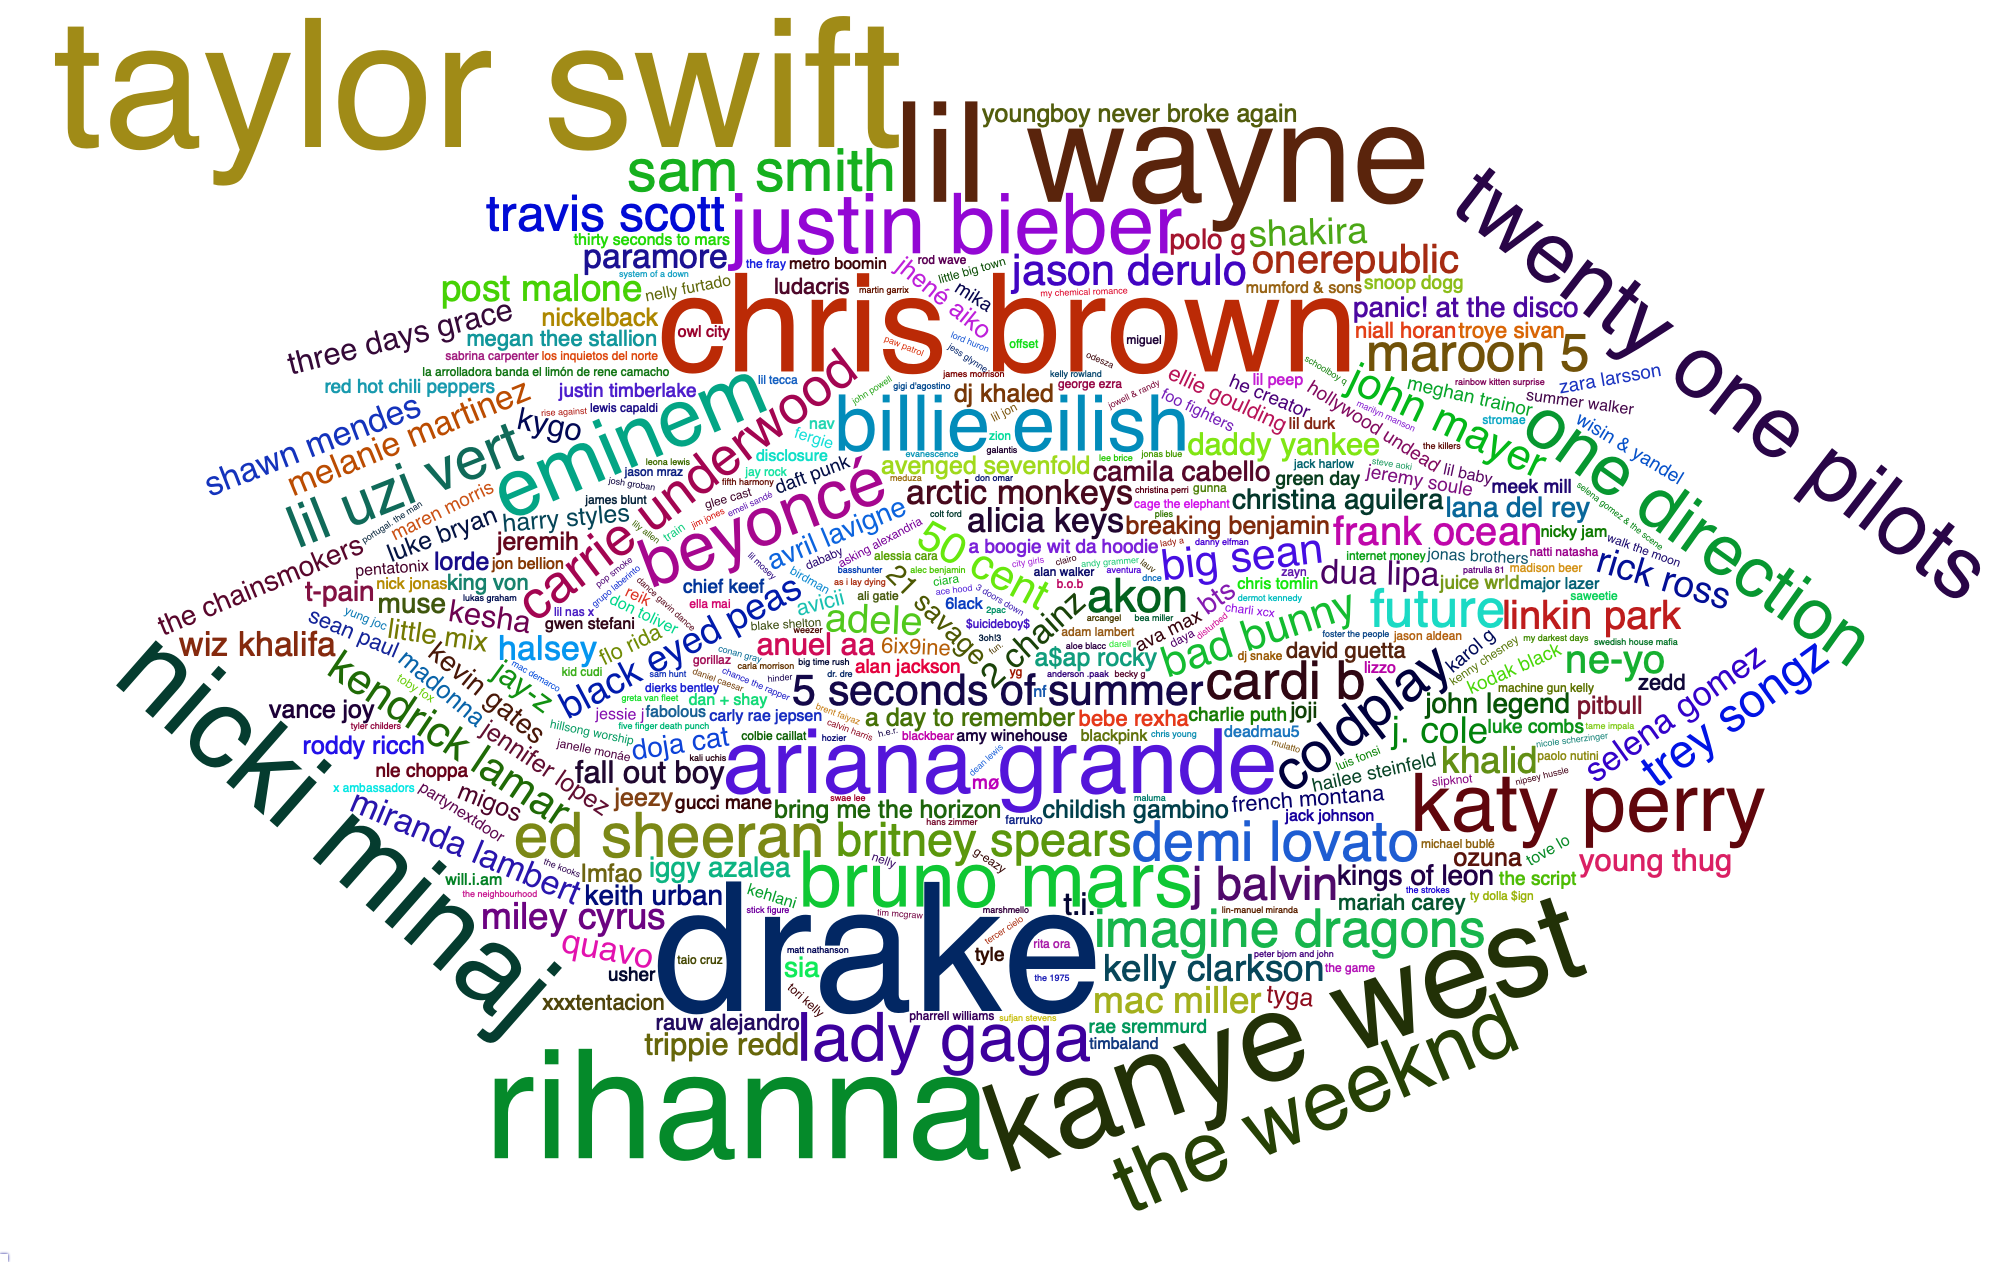 taylor swift
youngboy never broke again
lil wayne
sam smith
twenty one pilots
travis scott
justin bieber
polo g
shakira
thirty seconds to mars
paramore
the fray
metro boomin
rod wave
little big town
jhené aiko
jason derulo
onerepublic
system of a down
post malone
nelly furtado
ludacris
martin garrix
mika
my chemical romance
mumford & sons
snoop dogg
chris brown
three days grace
nickelback
owl city
panic! at the disco
megan thee stallion
niall horan
troye sivan
miguel
offset
lord huron
paw patrol
jess glynne
maroon 5
sabrina carpenter
los inquietos del norte
la arrolladora banda el limón de rene camacho
james morrison
kelly rowland
odesza
red hot chili peppers
justin timberlake
lil tecca
john powell
gigi d'agostino
dj khaled
george ezra
jowell & randy
ellie goulding
lil peep
he creator
schoolboy q
john mayer
meghan trainor
rainbow kitten surprise
zara larsson
summer walker
shawn mendes
melanie martinez
kygo
rise against
lewis capaldi
eminem
carrie underwood
nav
fergie
billie eilish
lil jon
foo fighters
lil durk
hollywood undead
marilyn manson
stromae
one direction
wisin & yandel
lil uzi vert
leona lewis
disclosure
evanescence
zion
galantis
daddy yankee
the killers
lil baby
jason mraz
josh groban
jay rock
daft punk
meduza
avenged sevenfold
don omar
lee brice
jonas blue
camila cabello
jack harlow
green day
steve aoki
jeremy soule
meek mill
selena gomez & the scene
maren morris
portugal. the man
james blunt
fifth harmony
glee cast
emeli sandé
beyoncé
arctic monkeys
christina perri
gunna
christina aguilera
lana del rey
luke bryan
harry styles
lily allen
train
jim jones
avril lavigne
asking alexandria
colt ford
alicia keys
plies
cage the elephant
breaking benjamin
frank ocean
nicky jam
walk the moon
the chainsmokers
lorde
jeremih
lil mosey
dababy
50 cent
a boogie wit da hoodie
lady a
danny elfman
big sean
internet money
jonas brothers
natti natasha
rick ross
pentatonix
jon bellion
pop smoke
grupo laberinto
dance gavin dance
chief keef
birdman
basshunter
alessia cara
alec benjamin
city girls
clairo
andy grammer
lauv
alan walker
aventura
dnce
zayn
dua lipa
patrulla 81
madison beer
t-pain
nick jonas
king von
lukas graham
lil nas x
reik
don toliver
ella mai
black eyed peas
as i lay dying
ali gatie
ciara
ace hood
3 doors down
b.o.b
akon
bts
chris tomlin
dermot kennedy
juice wrld
major lazer
saweetie
yung joc
muse
kesha
gwen stefani
avicii
21 savage
6lack
2pac
2 chainz
arcangel
bea miller
charli xcx
bad bunny
future
linkin park
sean paul
little mix
flo rida
blake shelton
weezer
adele
$uicideboy$
adam lambert
ava max
daya
disturbed
foster the people
jason aldean
my darkest days
swedish house mafia
wiz khalifa
madonna
kevin gates
halsey
conan gray
gorillaz
carla morrison
anuel aa
6ix9ine
3oh!3
fun.
aloe blacc
darell
a$ap rocky
dj snake
david guetta
karol g
kenny chesney
ne-yo
nicki minaj
kendrick lamar
toby fox
jay-z
mac demarco
kid cudi
sam hunt
daniel caesar
big time rush
alan jackson
yg
anderson .paak
becky g
lizzo
kodak black
zedd
selena gomez
dierks bentley
chance the rapper
hinder
dr. dre
5 seconds of summer
nf
cardi b
coldplay
machine gun kelly
trey songz
vance joy
jennifer lopez
greta van fleet
dan + shay
jessie j
fabolous
carly rae jepsen
brent faiyaz
a day to remember
bebe rexha
charlie puth
joji
john legend
pitbull
tyler childers
hillsong worship
five finger death punch
colbie caillat
calvin harris
hozier
h.e.r.
blackbear
amy winehouse
blackpink
chris young
deadmau5
mulatto
j. cole
luke combs
tame impala
roddy ricch
janelle monáe
doja cat
kali uchis
ariana grande
dean lewis
luis fonsi
nicole scherzinger
paolo nutini
nle choppa
fall out boy
mø
hailee steinfeld
khalid
slipknot
nipsey hussle
x ambassadors
partynextdoor
migos
jeezy
gucci mane
swae lee
maluma
french montana
katy perry
miranda lambert
bring me the horizon
farruko
childish gambino
jack johnson
hans zimmer
ed sheeran
britney spears
demi lovato
michael bublé
ozuna
tove lo
the kooks
lmfao
iggy azalea
nelly
g-eazy
young thug
will.i.am
the neighbourhood
keith urban
kehlani
bruno mars
j balvin
kings of leon
the script
the strokes
ty dolla $ign
miley cyrus
stick figure
tim mcgraw
marshmello
t.i.
lin-manuel miranda
mariah carey
quavo
drake
matt nathanson
tercer cielo
rita ora
imagine dragons
peter bjorn and john
usher
taio cruz
sia
tyle
the 1975
kelly clarkson
the game
kanye west
xxxtentacion
tori kelly
mac miller
tyga
rauw alejandro
pharrell williams
sufjan stevens
rae sremmurd
trippie redd
lady gaga
timbaland
the weeknd
rihanna